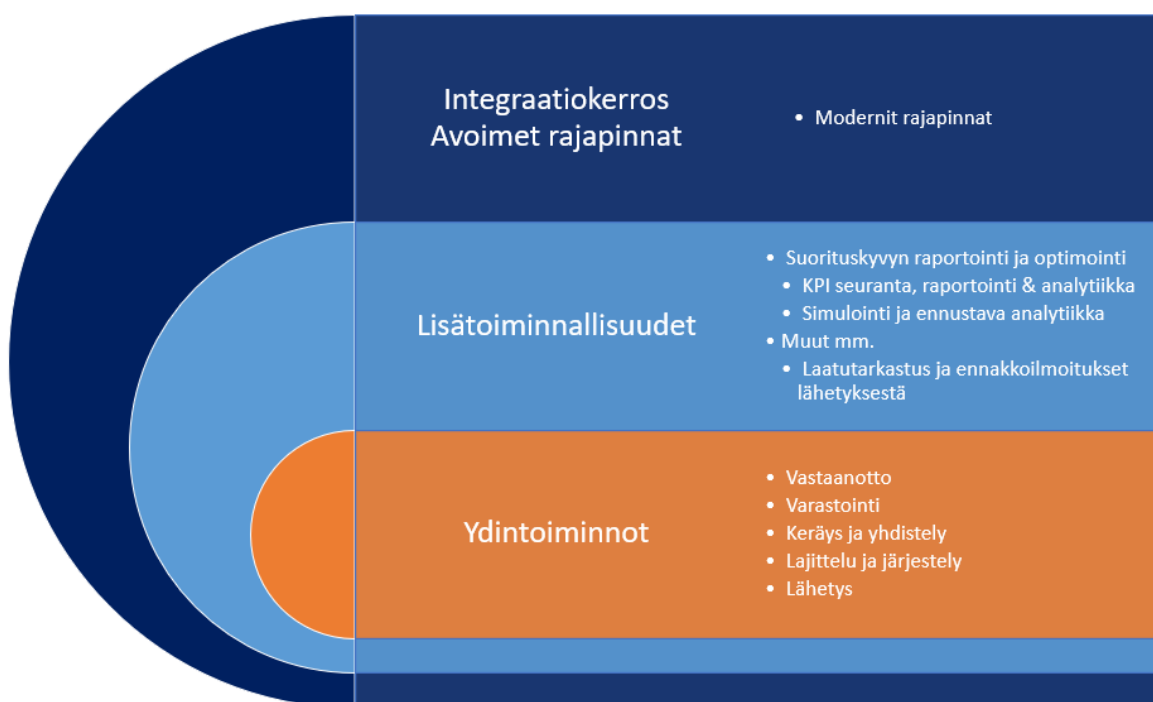 Integraatiokerros
Avoimet rajapinnat
• Modernit rajapinnat
Lisätoiminnallisuudet
• Suorituskyvyn raportointi ja optimointi
• KPI seuranta, raportointi & analytiikka
• Simulointi ja ennustava analytiikka
• Muut mm.
• Laatutarkastus ja ennakkoilmoitukset
lähetyksestä
Ydintoiminnot
• Vastaanotto
• Varastointi
• Keräys ja yhdistely
• Lajittelu ja järjestely
• Lähetys